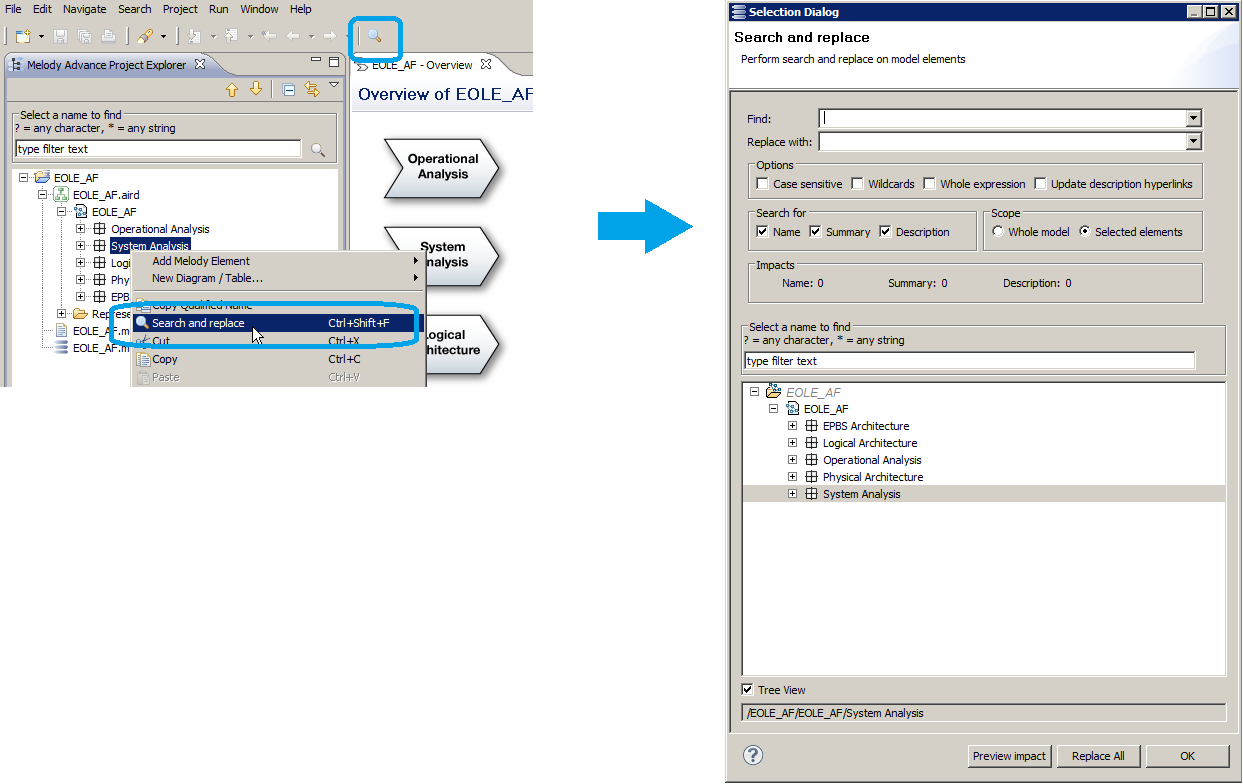 File Edit Navigate Search Project Run Window Help
Melody Advance Project Explorer
Select a name to find
? = any character, * = any string
type filter text
EOLE_AF
EOLE_AF.aird
EOLE_AF
Operational Analysis
System Analysis
Logi
Phy
EPB
Represe
EOLE_AF.m
EOLE_AF.m
Add Melody Element
New Diagram / Table...
Copy Qualified Name
Search and replace Ctrl+Shift+F
Cut Ctrl+X
Copy Ctrl+C
Paste Ctrl+V
EOLE_AF - Overview
Overview of EOLE_AF
Operational
Analysis
System
nalysis
ogical
hitecture
Selection Dialog
Search and replace
Perform search and replace on model elements
Find:
Replace with:
Options
Case sensitive Wildcards Whole expression Update description hyperlinks
Search for Scope
Name Summary Description Whole model Selected elements
Impacts
Name: 0 Summary: 0 Description: 0
Select a name to find
? = any character, * = any string
type filter text
EOLE_AF
EOLE_AF
EPBS Architecture
Logical Architecture
Operational Analysis
Physical Architecture
System Analysis
Tree View
/EOLE_AF/EOLE_AF/System Analysis
? Preview impact Replace All OK